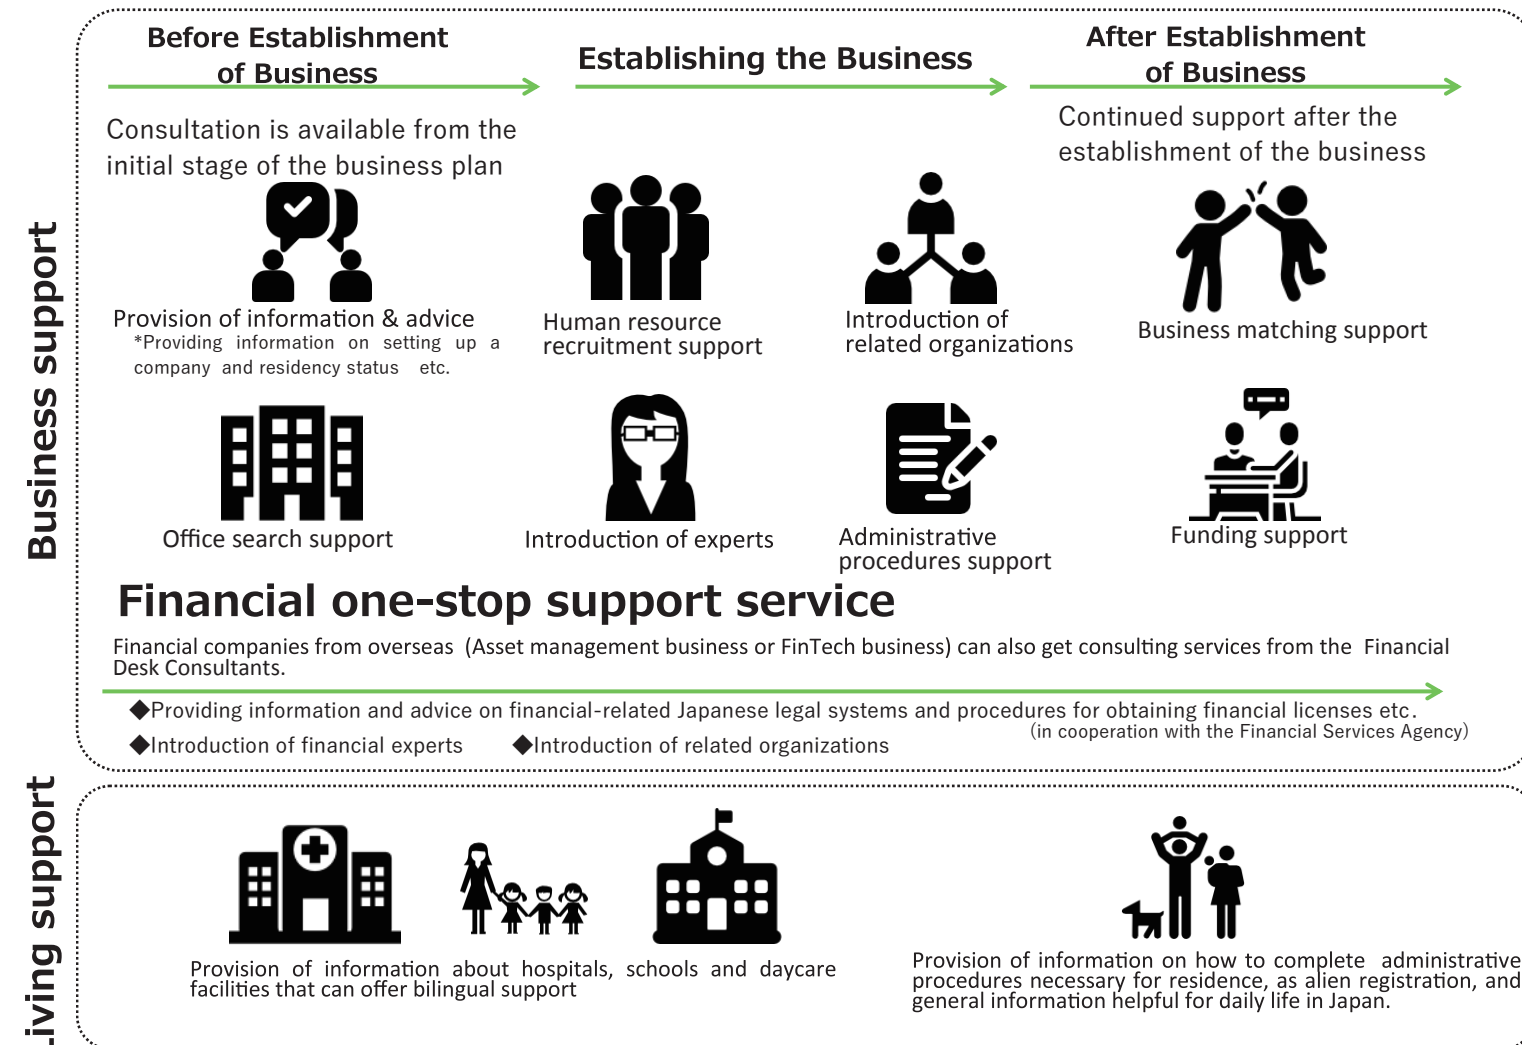 Business support
Before Establishment
of Business
Establishing the Business
After Establishment
of Business
Consultation is available from the
initial stage of the business plan
Continued support after the
establishment of the business
Provision of information & advice
*Providing information on setting up a
company and residency status etc.
Human resource
recruitment support
Introduction of
related organizations
Business matching support
Office search support
Introduction of experts
Administrative
procedures support
Funding support
Financial one-stop support service
Financial companies from overseas (Asset management business or FinTech business) can also get consulting services from the Financial
Desk Consultants.
◆Providing information and advice on financial-related Japanese legal systems and procedures for obtaining financial licenses etc.
(in cooperation with the Financial Services Agency)
◆Introduction of financial experts ◆Introduction of related organizations
Living support
Provision of information about hospitals, schools and daycare
facilities that can offer bilingual support
Provision of information on how to complete administrative
procedures necessary for residence, as alien registration, and
general information helpful for daily life in Japan.